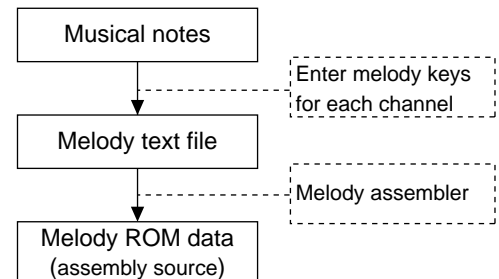 Musical notes
Enter melody keys
for each channel
Melody text file
Melody assembler
Melody ROM data
(assembly source)